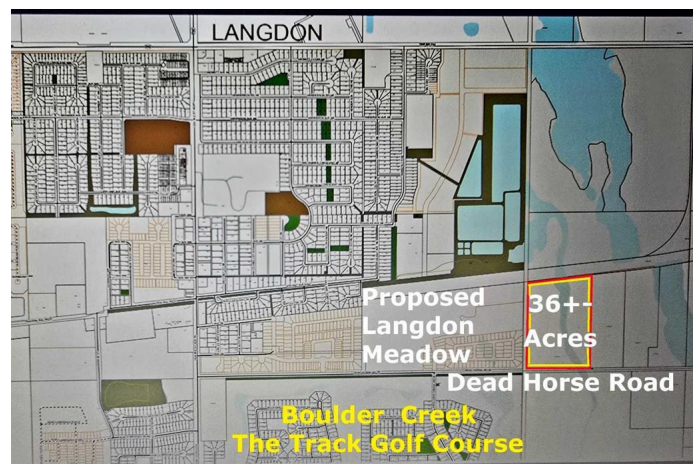 LANGDON
Proposed
Langdon
Meadow
36+-
Acres
Dead Horse Road
Boulder Creek
The Track Golf Course